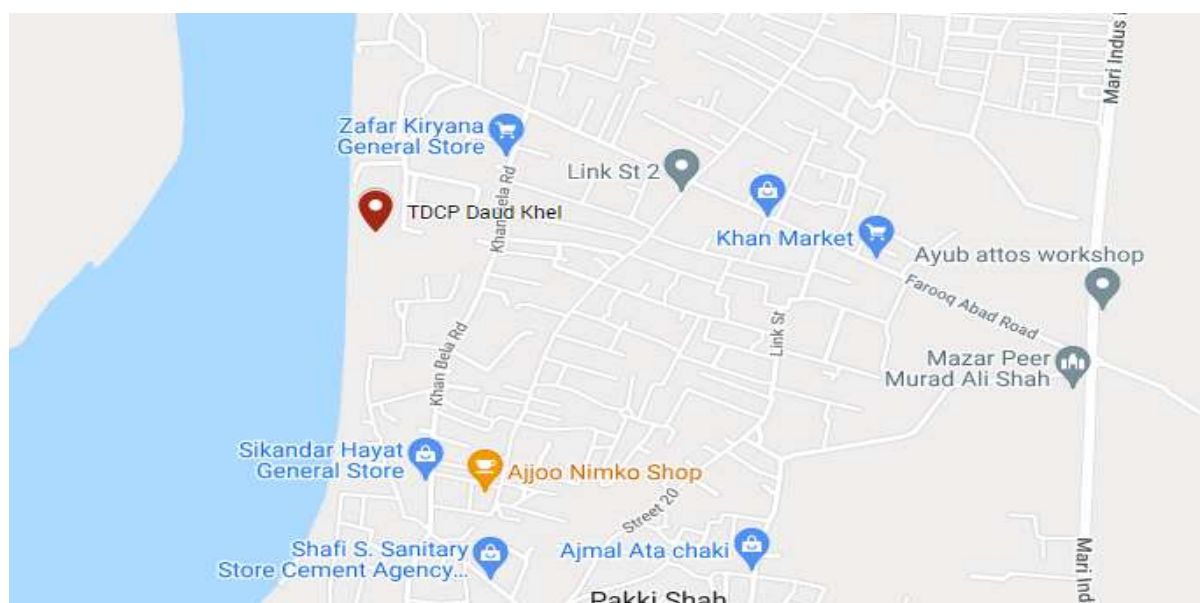 Mari Indus
Zafar Kiryana
General Store
Link St 2
TDCP Daud Khel
Khan Bela Rd
Khan Market
Ayub attos workshop
Farooq Abad Road
Link St
Khan Bela Rd
Mazar Peer
Murad Ali Shah
Sikandar Hayat
General Store
Ajjoo Nimko Shop
Street 20
Shafi S. Sanitary
Store Cement Agency...
Ajmal Ata chaki
Mari Ind
Pakki Shah